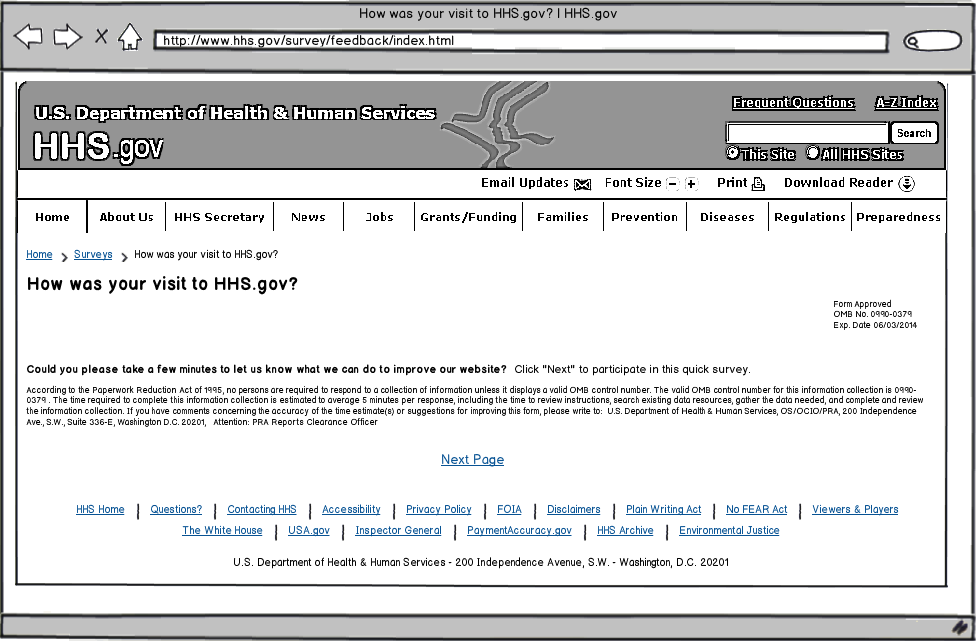 How was your visit to HHS.gov? | HHS.gov
http://www.hhs.gov/survey/feedback/index.html
U.S. Department of Health & Human Services
HHS.gov
Frequent Questions A-Z Index
Search
This Site All HHS Sites
Email Updates Font Size - + Print Download Reader
Home About Us HHS Secretary News Jobs Grants/Funding Families Prevention Diseases Regulations Preparedness
Home > Surveys > How was your visit to HHS.gov?
How was your visit to HHS.gov?
Form Approved
OMB No. 0990-0379
Exp. Date 06/03/2014
Could you please take a few minutes to let us know what we can do to improve our website? Click "Next" to participate in this quick survey.
According to the Paperwork Reduction Act of 1995, no persons are required to respond to a collection of information unless it displays a valid OMB control number. The valid OMB control number for this information collection is 0990-
0379 . The time required to complete this information collection is estimated to average 5 minutes per response, including the time to review instructions, search existing data resources, gather the data needed, and complete and review
the information collection. If you have comments concerning the accuracy of the time estimate(s) or suggestions for improving this form, please write to: U.S. Department of Health & Human Services, OS/OCIO/PRA, 200 Independence
Ave., S.W., Suite 336-E, Washington D.C. 20201, Attention: PRA Reports Clearance Officer
Next Page
HHS Home | Questions? | Contacting HHS | Accessibility | Privacy Policy | FOIA | Disclaimers | Plain Writing Act | No FEAR Act | Viewers & Players
The White House | USA.gov | Inspector General | PaymentAccuracy.gov | HHS Archive | Environmental Justice
U.S. Department of Health & Human Services - 200 Independence Avenue, S.W. - Washington, D.C. 20201